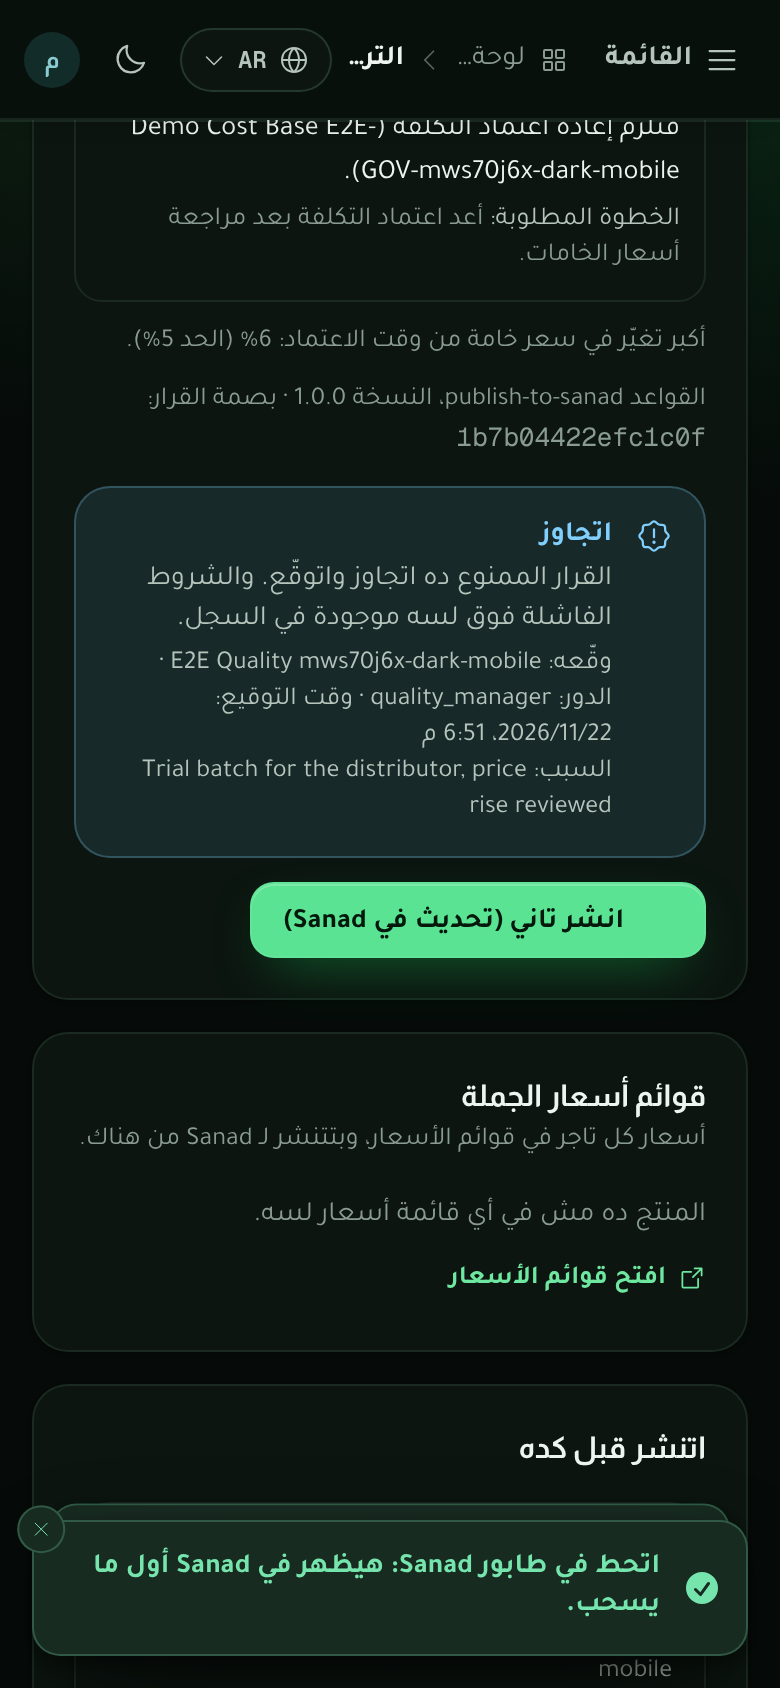 القائمة
لوحة...
التر...
AR
م
فتلزم إعادة اعتماد التكلفة (Demo Cost Base E2E-
GOV-mws70j6x-dark-mobile).
الخطوة المطلوبة: أعد اعتماد التكلفة بعد مراجعة
أسعار الخامات.
أكبر تغيّر في سعر خامة من وقت الاعتماد: 6% (الحد 5%).
القواعد publish-to-sanad، النسخة 1.0.0 · بصمة القرار:
1b7b04422efc1c0f
اتجاوز
القرار الممنوع ده اتجاوز واتوقّع. والشروط
الفاشلة فوق لسه موجودة في السجل.
وقّعه: E2E Quality mws70j6x-dark-mobile ·
الدور: quality_manager · وقت التوقيع:
2026/11/22، 6:51 م
السبب: Trial batch for the distributor, price
rise reviewed
انشر تاني (تحديث في Sanad)
قوائم أسعار الجملة
أسعار كل تاجر في قوائم الأسعار، وبتتنشر لـ Sanad من هناك.
المنتج ده مش في أي قائمة أسعار لسه.
افتح قوائم الأسعار
اتنشر قبل كده
اتحط في طابور Sanad: هيظهر في Sanad أول ما
يسحب.
mobile